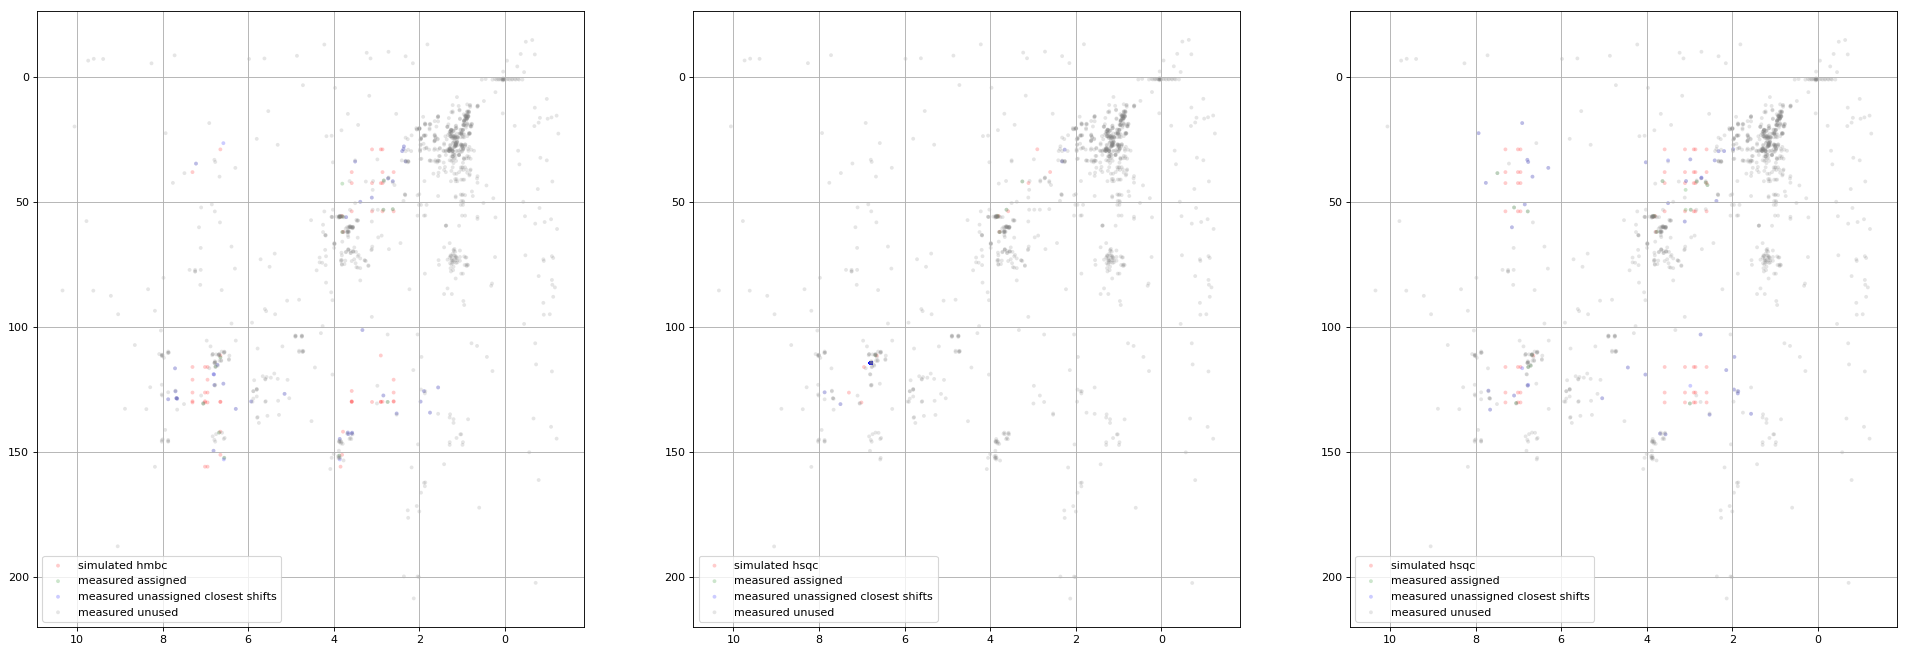 0
50
100
150
200
10 8 6 4 2 0
simulated hmbc
measured assigned
measured unassigned closest shifts
measured unused
0
50
100
150
200
10 8 6 4 2 0
simulated hsqc
measured assigned
measured unassigned closest shifts
measured unused
0
50
100
150
200
10 8 6 4 2 0
simulated hsqc
measured assigned
measured unassigned closest shifts
measured unused